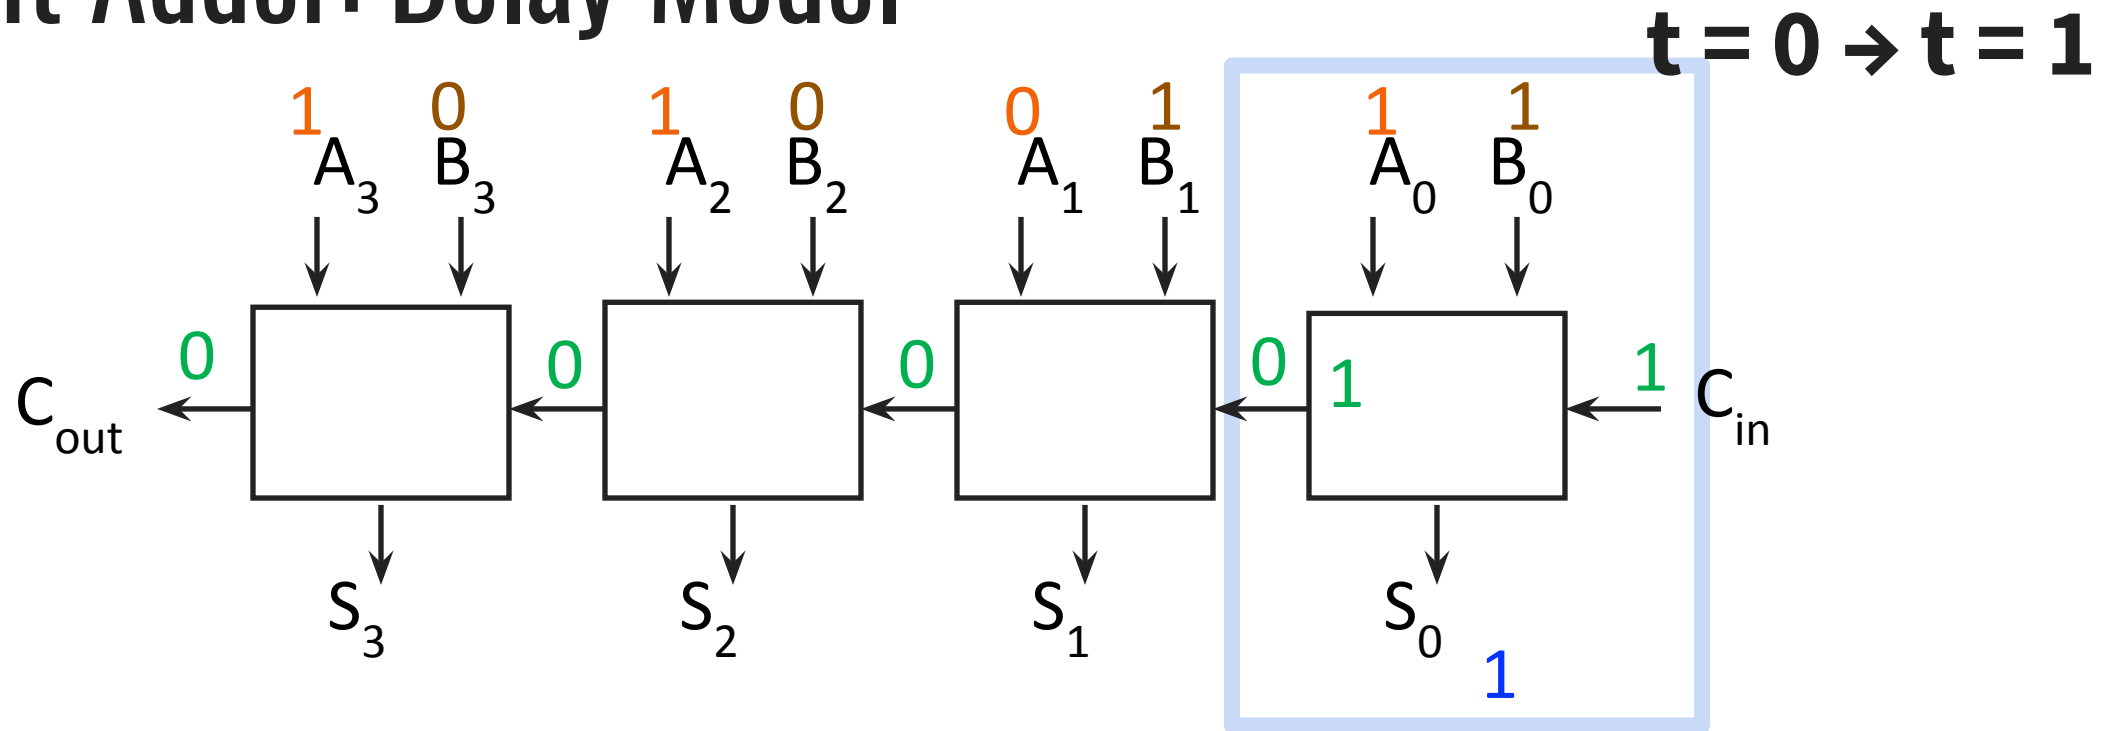 t = 0 → t = 1
1 0 1 0 0 1 1 1
A3 B3 A2 B2 A1 B1 A0 B0
0 0 0 0 1 1
Cout Cin
S3 S2 S1 S0
1